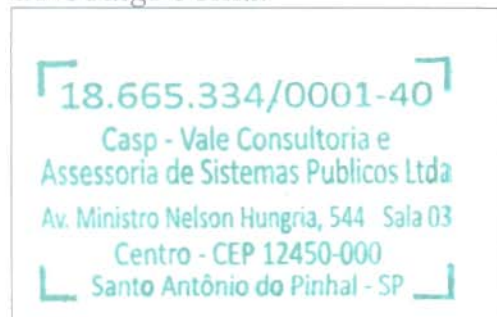 18.665.334/0001-40
Casp - Vale Consultoria e
Assessoria de Sistemas Publicos Ltda
Av. Ministro Nelson Hungria, 544 Sala 03
Centro - CEP 12450-000
Santo Antônio do Pinhal - SP